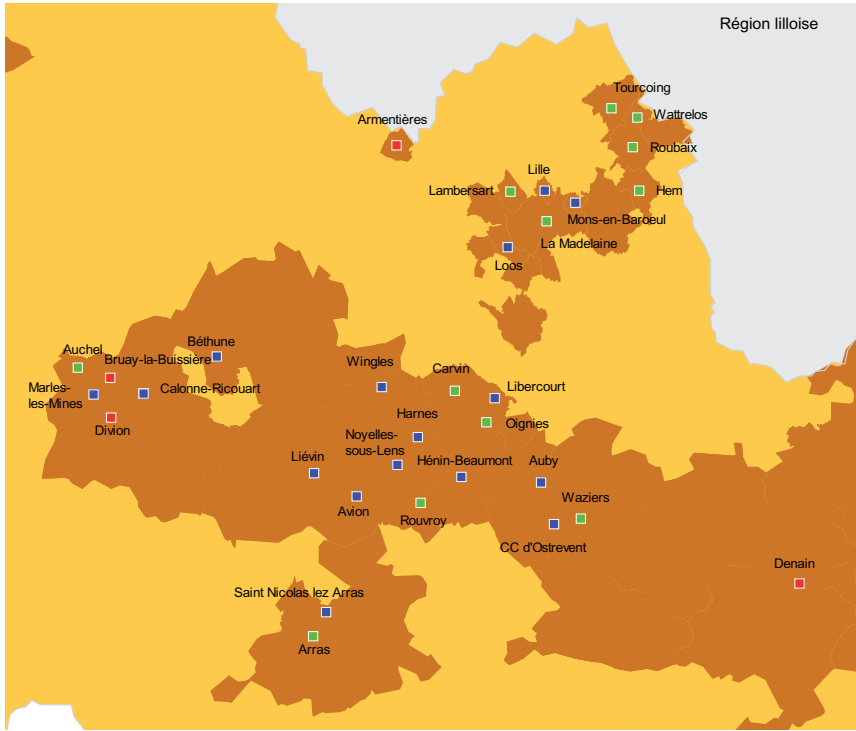 Région lilloise
Tourcoing
Wattrelos
Armentières
Roubaix
Lille
Lambersart
Hem
Mons-en-Baroeul
La Madelaine
Loos
Béthune
Auchel
Bruay-la-Buissière
Wingles
Carvin
Libercourt
Marles-
les-Mines
Calonne-Ricouart
Harnes
Oignies
Divion
Noyelles-
sous-Lens
Liévin
Hénin-Beaumont
Auby
Waziers
Avion
Rouvroy
CC d'Ostrevent
Denain
Saint Nicolas lez Arras
Arras